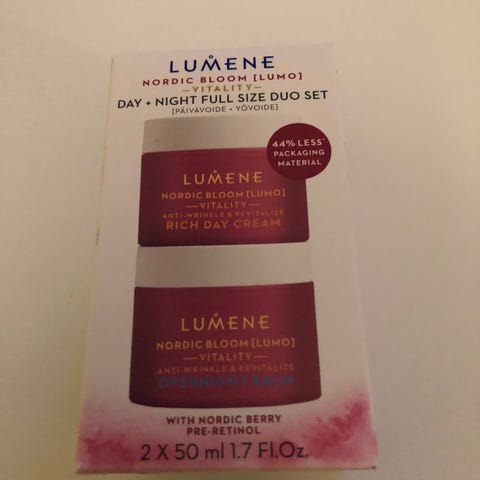 LUMENE
NORDIC BLOOM [LUMO]
—VITALITY—
DAY + NIGHT FULL SIZE DUO SET
[PÄIVÄVOIDE • YÖVOIDE]
44% LESS*
PACKAGING
MATERIAL
LUMENE
NORDIC BLOOM [LUMO]
—VITALITY—
ANTI-WRINKLE & REVITALIZE
RICH DAY CREAM
LUMENE
NORDIC BLOOM [LUMO]
—VITALITY—
ANTI-WRINKLE & REVITALIZE
OVERNIGHT BALM
WITH NORDIC BERRY
PRE-RETINOL
2 X 50 ml 1.7 Fl.Oz.